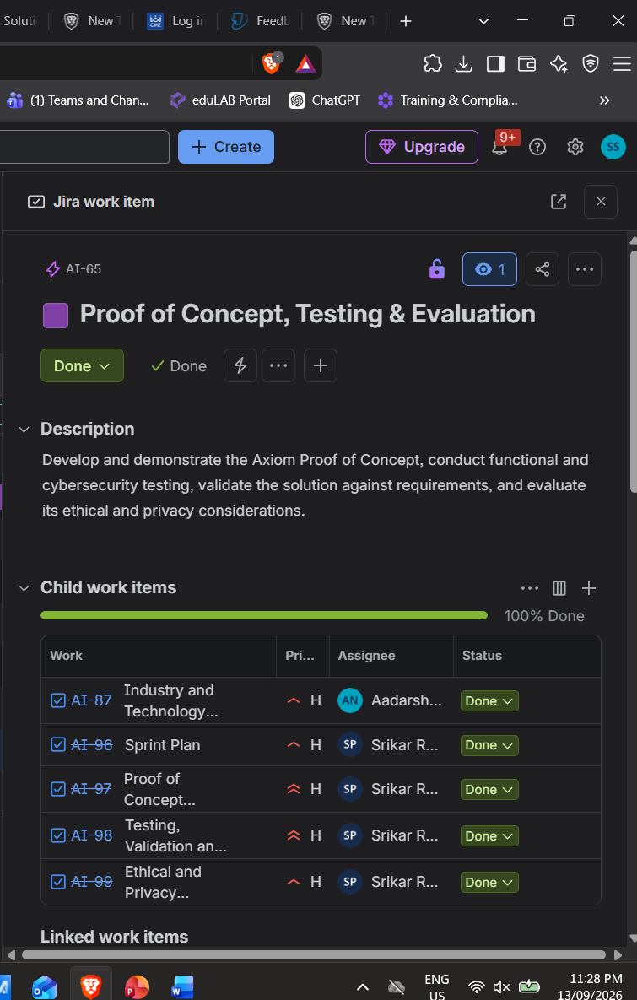 Soluti
New T
Log in
Feedb
New T
1
(1) Teams and Chan...
eduLAB Portal
ChatGPT
Training & Complia...
Create
Upgrade
9+
SS
Jira work item
AI-65
1
Proof of Concept, Testing & Evaluation
Done
Done
Description
Develop and demonstrate the Axiom Proof of Concept, conduct functional and
cybersecurity testing, validate the solution against requirements, and evaluate
its ethical and privacy considerations.
Child work items
100% Done
Work Pri... Assignee Status
AI-87 Industry and
Technology... H AN Aadarsh... Done
AI-96 Sprint Plan H SP Srikar R... Done
AI-97 Proof of
Concept... H SP Srikar R... Done
AI-98 Testing,
Validation an... H SP Srikar R... Done
AI-99 Ethical and
Privacy... H SP Srikar R... Done
Linked work items
ENG
US
11:28 PM
13/09/2026